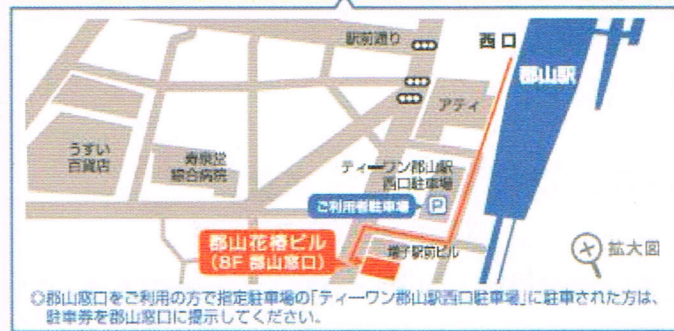 駅前通り
西口
郡山駅
アティ
うすい
百貨店
寿泉堂
綜合病院
ティーワン郡山駅
西口駐車場
ご利用者駐車場
P
郡山花椿ビル
(8F 郡山窓口)
増子駅前ビル
拡大図
◎郡山窓口をご利用の方で指定駐車場の「ティーワン郡山駅西口駐車場」に駐車された方は、
駐車券を郡山窓口に提示してください。